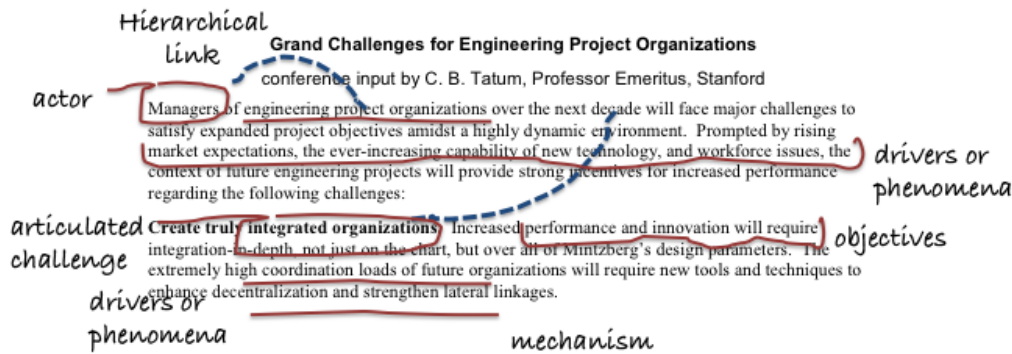 Hierarchical
link
Grand Challenges for Engineering Project Organizations
conference input by C. B. Tatum, Professor Emeritus, Stanford
actor
Managers of engineering project organizations over the next decade will face major challenges to
satisfy expanded project objectives amidst a highly dynamic environment. Prompted by rising
market expectations, the ever-increasing capability of new technology, and workforce issues, the
context of future engineering projects will provide strong incentives for increased performance
regarding the following challenges:
drivers or
phenomena
articulated
challenge
Create truly integrated organizations Increased performance and innovation will require
integration-in-depth, not just on the chart, but over all of Mintzberg's design parameters. The
extremely high coordination loads of future organizations will require new tools and techniques to
enhance decentralization and strengthen lateral linkages.
objectives
drivers or
phenomena
mechanism